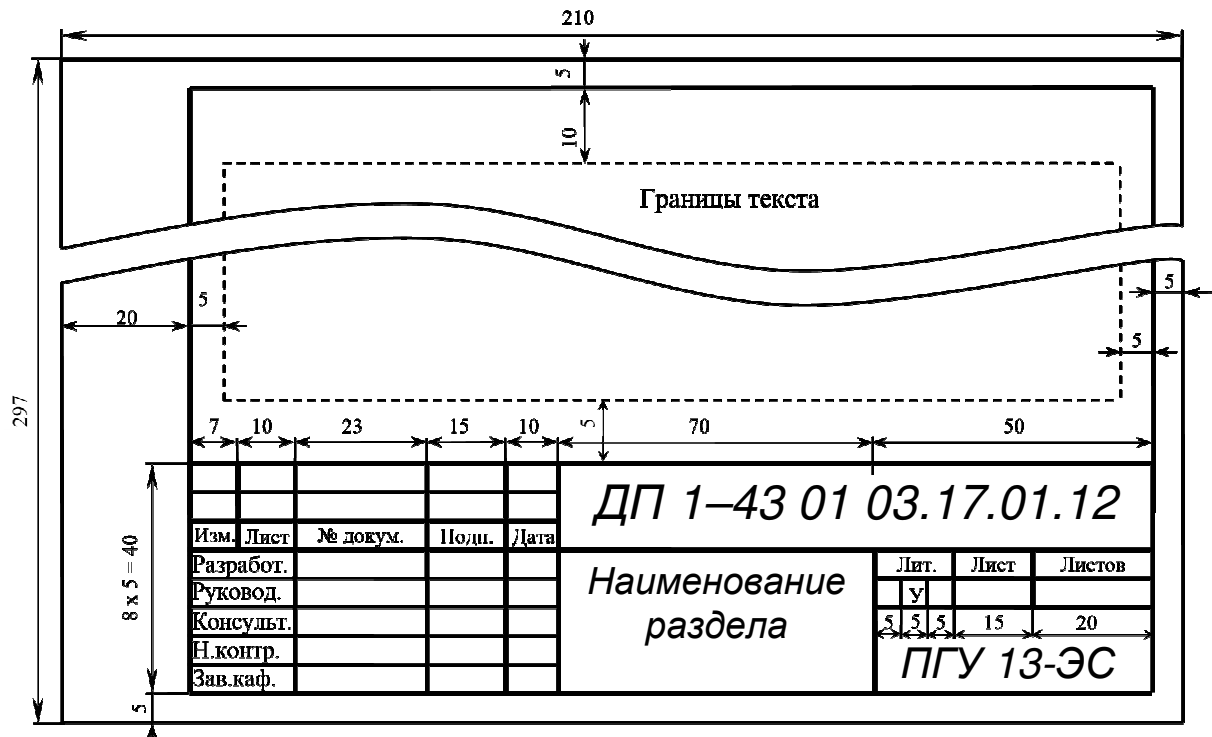 210
5
10
Границы текста
5
5
20
5
297
7 10 23 15 10 5 70 50
ДП 1–43 01 03.17.01.12
Изм. Лист № докум. Подп. Дата
8 x 5 = 40
Разработ.
Руковод.
Консульт.
Н.контр.
Зав.каф.
Наименование
раздела
Лит. Лист Листов
У
5 5 5 15 20
ПГУ 13-ЭС
5